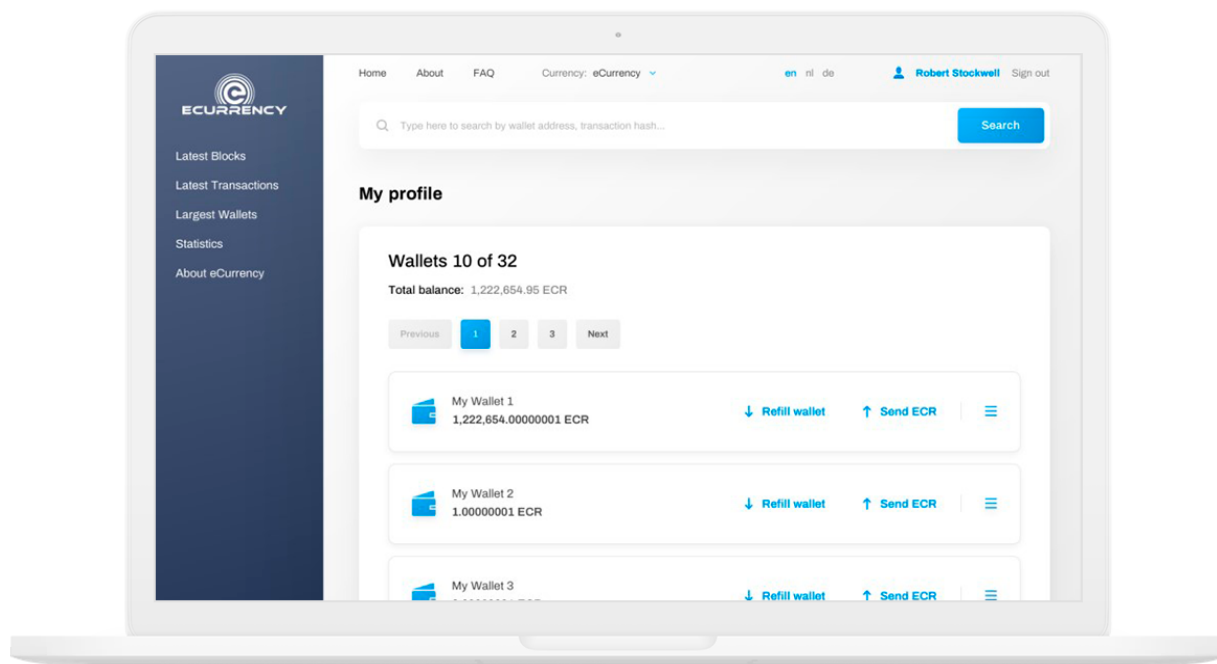 ECURRENCY
Home About FAQ Currency: eCurrency en nl de Robert Stockwell Sign out
Type here to search by wallet address, transaction hash... Search
Latest Blocks
Latest Transactions
Largest Wallets
Statistics
About eCurrency
My profile
Wallets 10 of 32
Total balance: 1,222,654.95 ECR
Previous 1 2 3 Next
My Wallet 1
1,222,654.00000001 ECR
Refill wallet Send ECR
My Wallet 2
1.00000001 ECR
Refill wallet Send ECR
My Wallet 3
Refill wallet Send ECR